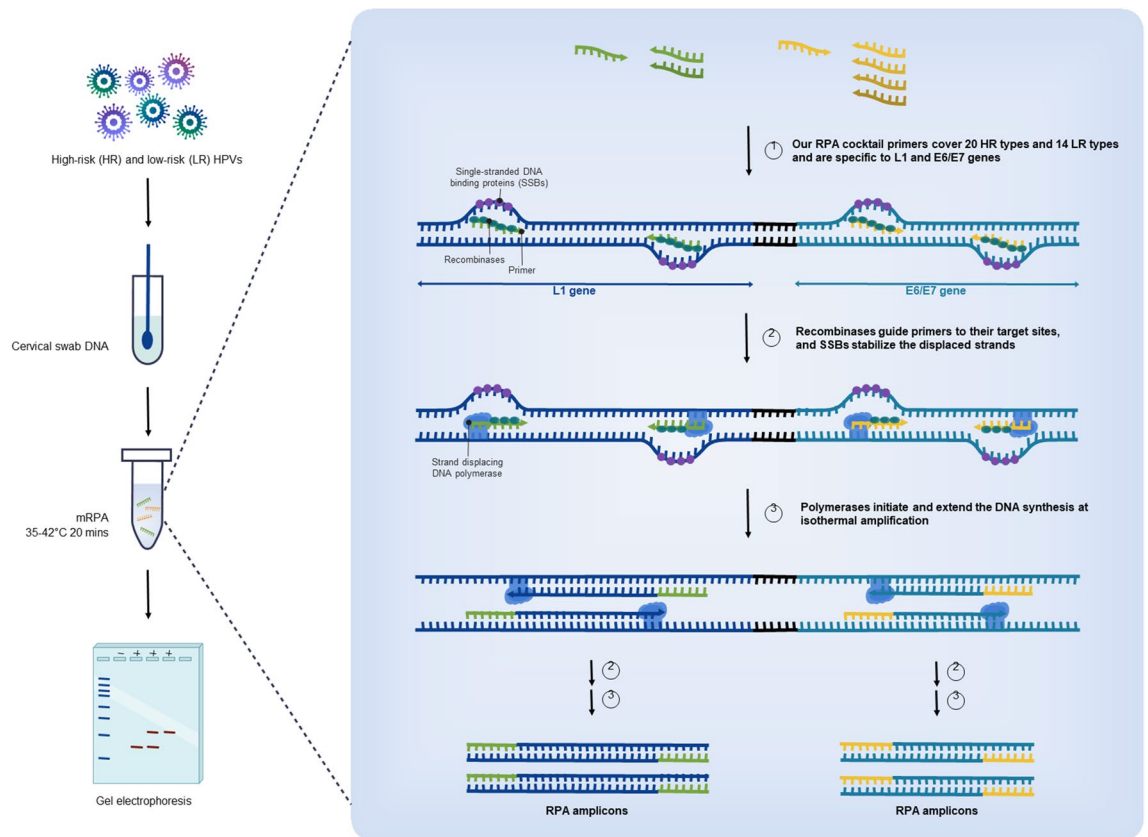 High-risk (HR) and low-risk (LR) HPVs
Cervical swab DNA
mRPA
35-42°C 20 mins
− + + +
Gel electrophoresis
1
Our RPA cocktail primers cover 20 HR types and 14 LR types
and are specific to L1 and E6/E7 genes
Single-stranded DNA
binding proteins (SSBs)
Recombinases
Primer
L1 gene
E6/E7 gene
2
Recombinases guide primers to their target sites,
and SSBs stabilize the displaced strands
Strand displacing
DNA polymerase
3
Polymerases initiate and extend the DNA synthesis at
isothermal amplification
2
3
2
3
RPA amplicons
RPA amplicons